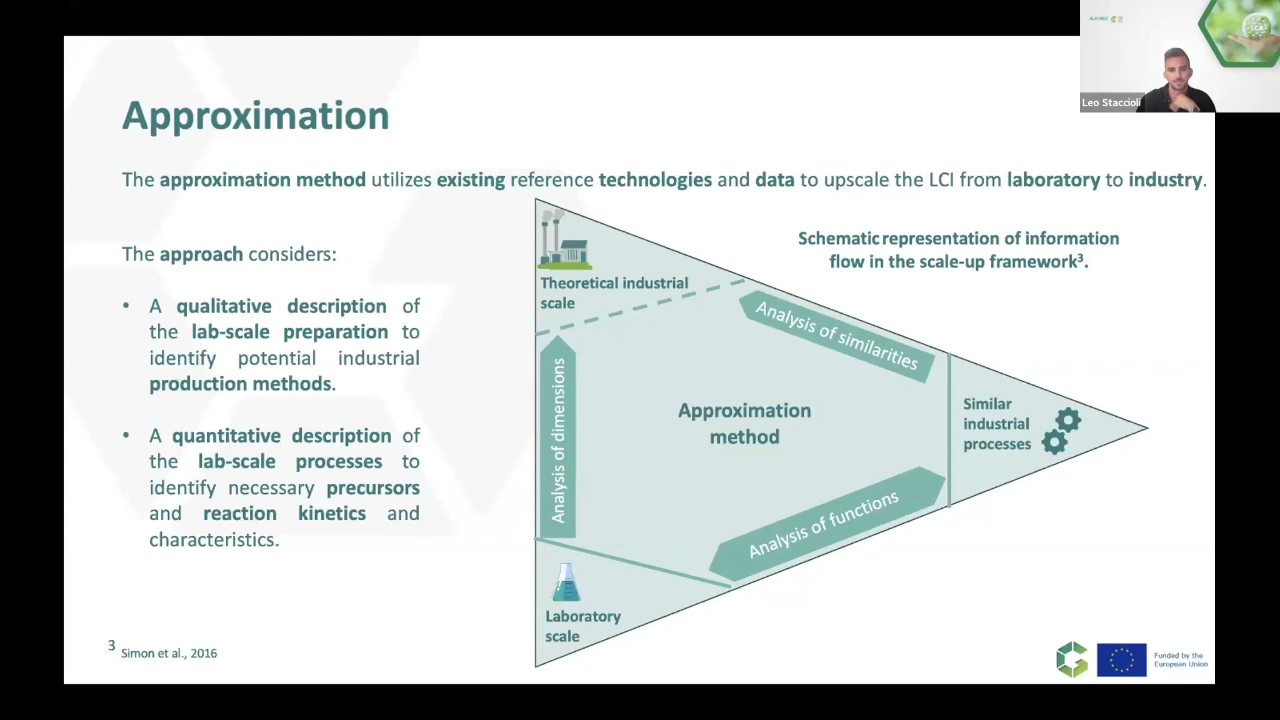 Leo Staccioli
Approximation
The approximation method utilizes existing reference technologies and data to upscale the LCI from laboratory to industry.
The approach considers:
• A qualitative description of
the lab-scale preparation to
identify potential industrial
production methods.
• A quantitative description of
the lab-scale processes to
identify necessary precursors
and reaction kinetics and
characteristics.
Schematic representation of information
flow in the scale-up framework³.
Theoretical industrial
scale
Analysis of similarities
Analysis of dimensions
Approximation
method
Similar
industrial
processes
Analysis of functions
Laboratory
scale
3 Simon et al., 2016
Funded by the
European Union